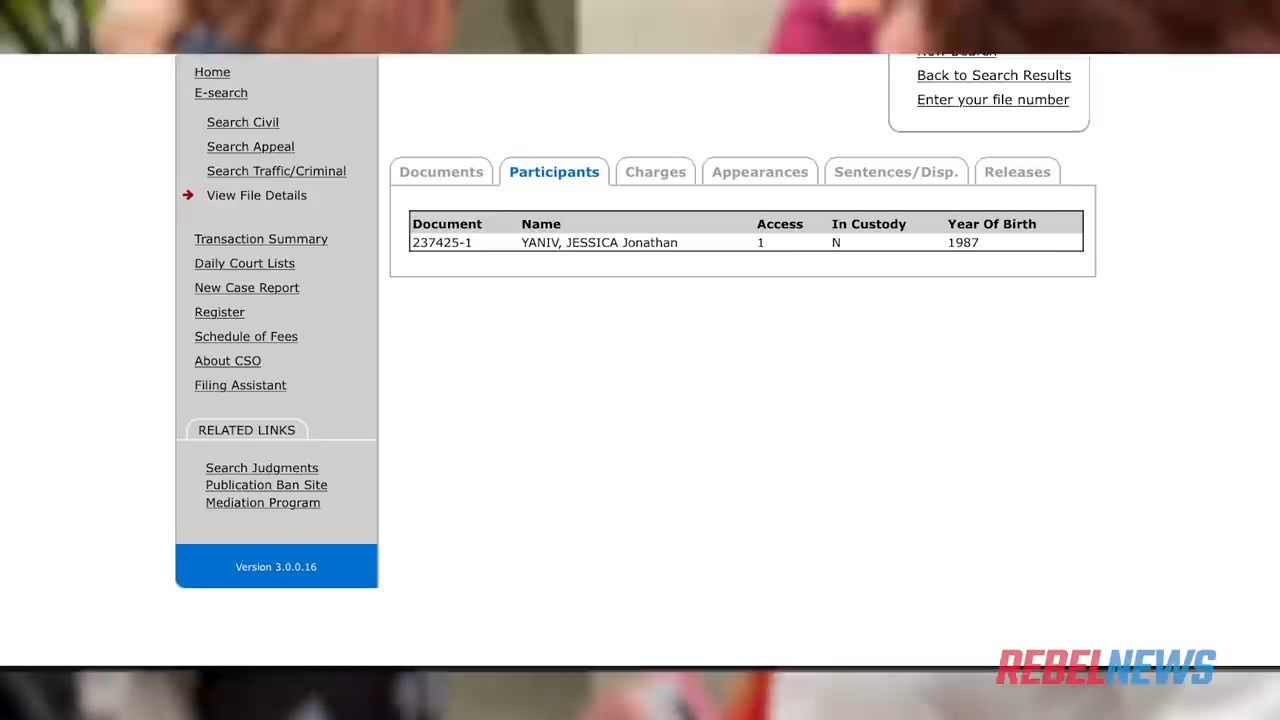 Home
E-search
Search Civil
Search Appeal
Search Traffic/Criminal
View File Details
Transaction Summary
Daily Court Lists
New Case Report
Register
Schedule of Fees
About CSO
Filing Assistant
RELATED LINKS
Search Judgments
Publication Ban Site
Mediation Program
Version 3.0.0.16
New Search
Back to Search Results
Enter your file number
Documents Participants Charges Appearances Sentences/Disp. Releases
Document Name Access In Custody Year Of Birth
237425-1 YANIV, JESSICA Jonathan 1 N 1987
REBELNEWS